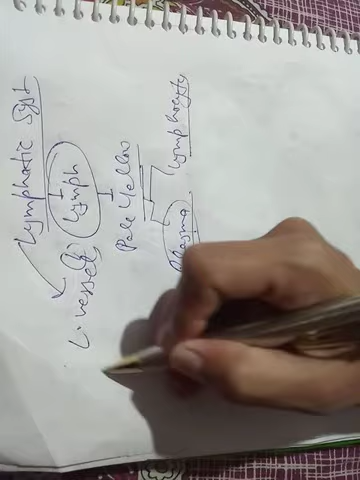 Lymphatic Syst
Lymph
L. vessel
Pale Yellow
Plasma
Lymphocytes